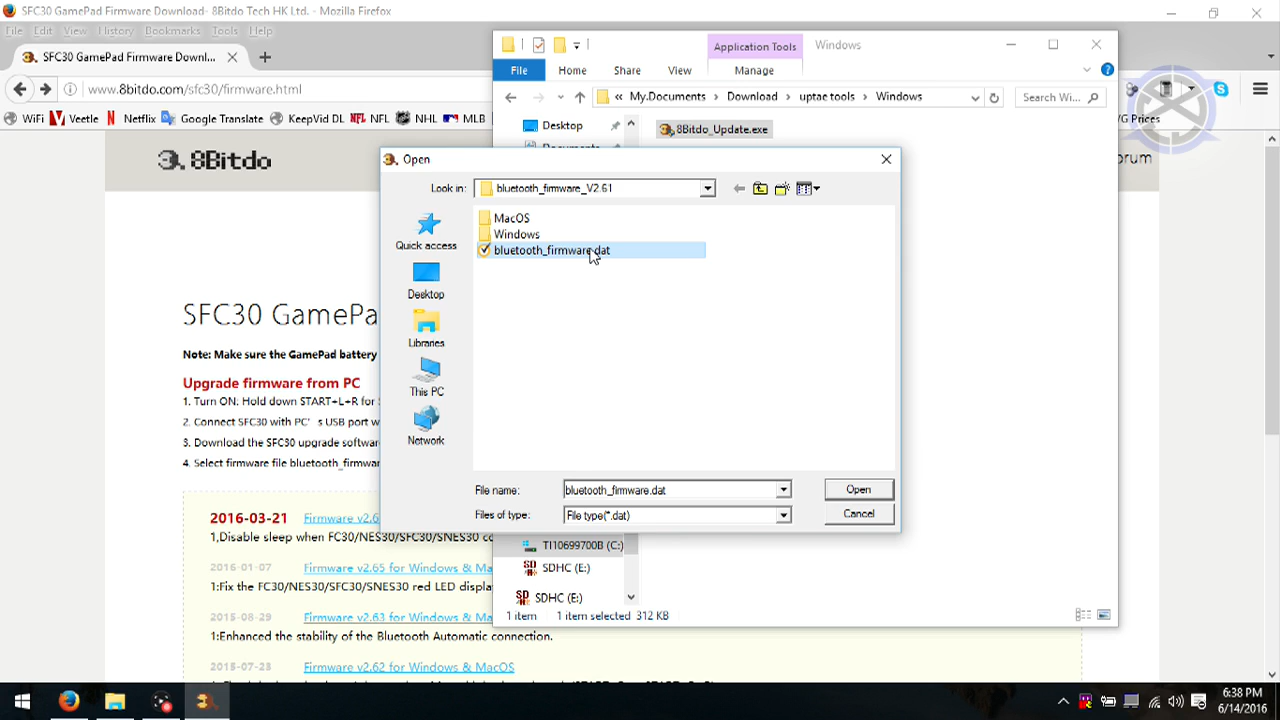 SFC30 GamePad Firmware Download- 8Bitdo Tech HK Ltd. - Mozilla Firefox
File Edit View History Bookmarks Tools Help
SFC30 GamePad Firmware Downl...
www.8bitdo.com/sfc30/firmware.html
WiFi Veetle Netflix Google Translate KeepVid DL NFL NHL MLB
G Prices
8Bitdo
orum
Application Tools Windows
File Home Share View Manage
« My.Documents Download uptae tools Windows
Search Wi...
Desktop
8Bitdo_Update.exe
Open
Look in: bluetooth_firmware_V2.61
MacOS
Windows
bluetooth_firmware.dat
Quick access
Desktop
Libraries
This PC
Network
File name: bluetooth_firmware.dat Open
Files of type: File type(*.dat) Cancel
SFC30 GamePa
Note: Make sure the GamePad battery
Upgrade firmware from PC
1. Turn ON: Hold down START+L+R for S
2. Connect SFC30 with PC' s USB port w
3. Download the SFC30 upgrade software
4. Select firmware file bluetooth_firmwar
2016-03-21 Firmware v2.6
1,Disable sleep when FC30/NES30/SFC30/SNES30 co
2016-01-07 Firmware v2.65 for Windows & Ma
1:Fix the FC30/NES30/SFC30/SNES30 red LED displa
2015-08-29 Firmware v2.63 for Windows & Ma
1:Enhanced the stability of the Bluetooth Automatic connection.
2015-07-23 Firmware v2.62 for Windows & MacOS
TI10699700B (C:)
SDHC (E:)
SDHC (E:)
1 item 1 item selected 312 KB
6:38 PM
6/14/2016